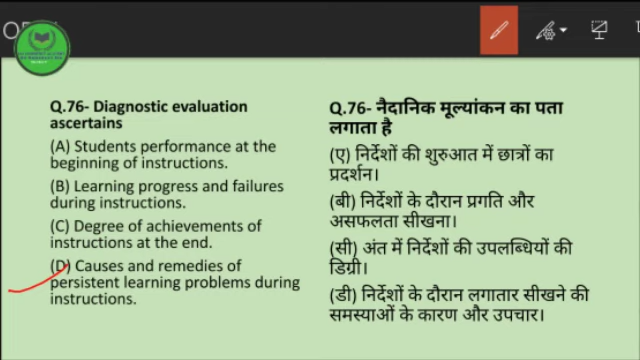 Q.76- Diagnostic evaluation
ascertains
(A) Students performance at the
beginning of instructions.
(B) Learning progress and failures
during instructions.
(C) Degree of achievements of
instructions at the end.
(D) Causes and remedies of
persistent learning problems during
instructions.
Q.76- नैदानिक मूल्यांकन का पता
लगाता है
(ए) निर्देशों की शुरुआत में छात्रों का
प्रदर्शन।
(बी) निर्देशों के दौरान प्रगति और
असफलता सीखना।
(सी) अंत में निर्देशों की उपलब्धियों की
डिग्री।
(डी) निर्देशों के दौरान लगातार सीखने की
समस्याओं के कारण और उपचार।